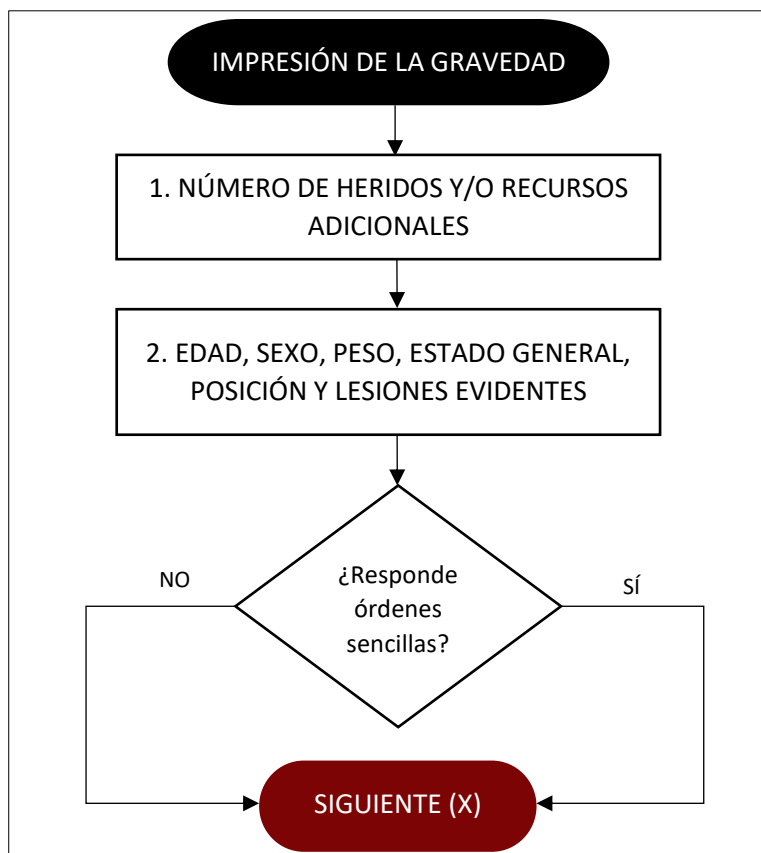 IMPRESIÓN DE LA GRAVEDAD
1. NÚMERO DE HERIDOS Y/O RECURSOS
ADICIONALES
2. EDAD, SEXO, PESO, ESTADO GENERAL,
POSICIÓN Y LESIONES EVIDENTES
¿Responde
órdenes
sencillas?
NO
SÍ
SIGUIENTE (X)